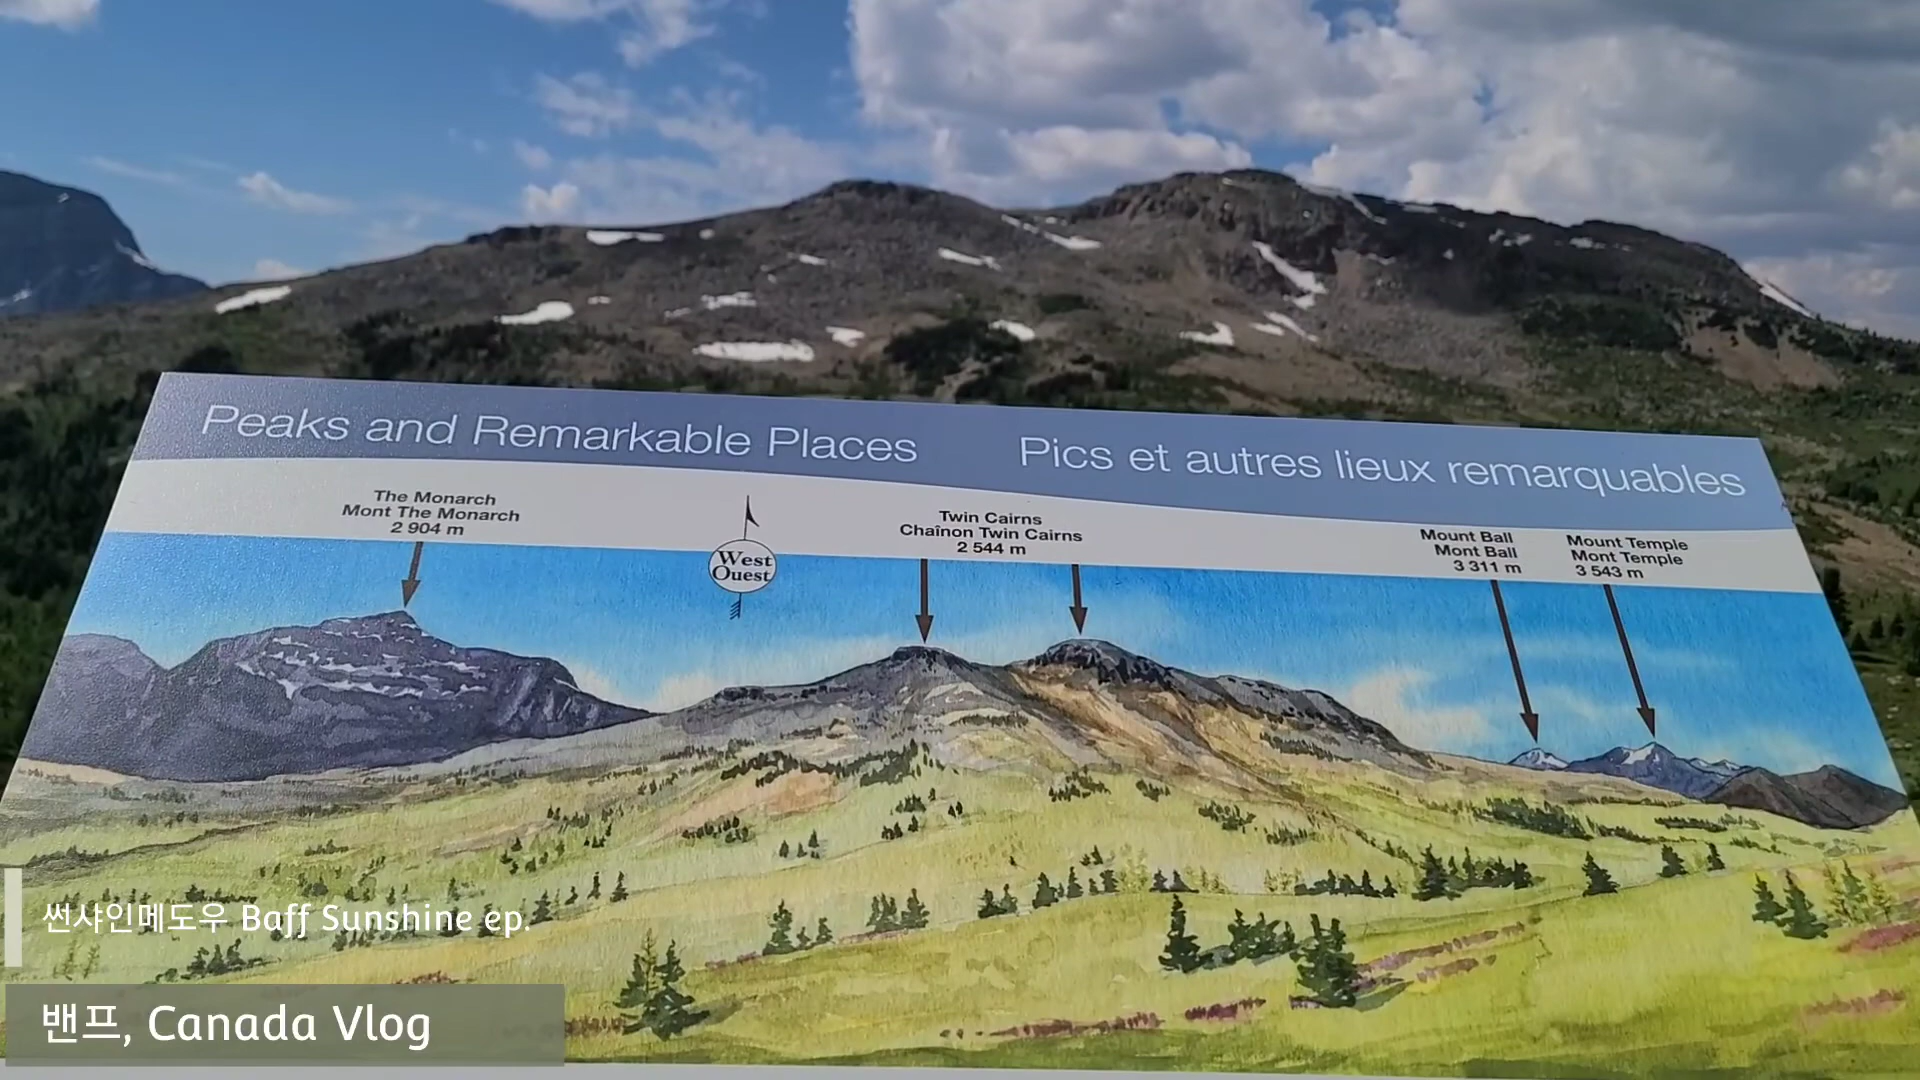 Peaks and Remarkable Places
Pics et autres lieux remarquables
The Monarch
Mont The Monarch
2 904 m
West
Ouest
Twin Cairns
Chaînon Twin Cairns
2 544 m
Mount Ball
Mont Ball
3 311 m
Mount Temple
Mont Temple
3 543 m
썬샤인메도우 Baff Sunshine ep.
밴프, Canada Vlog